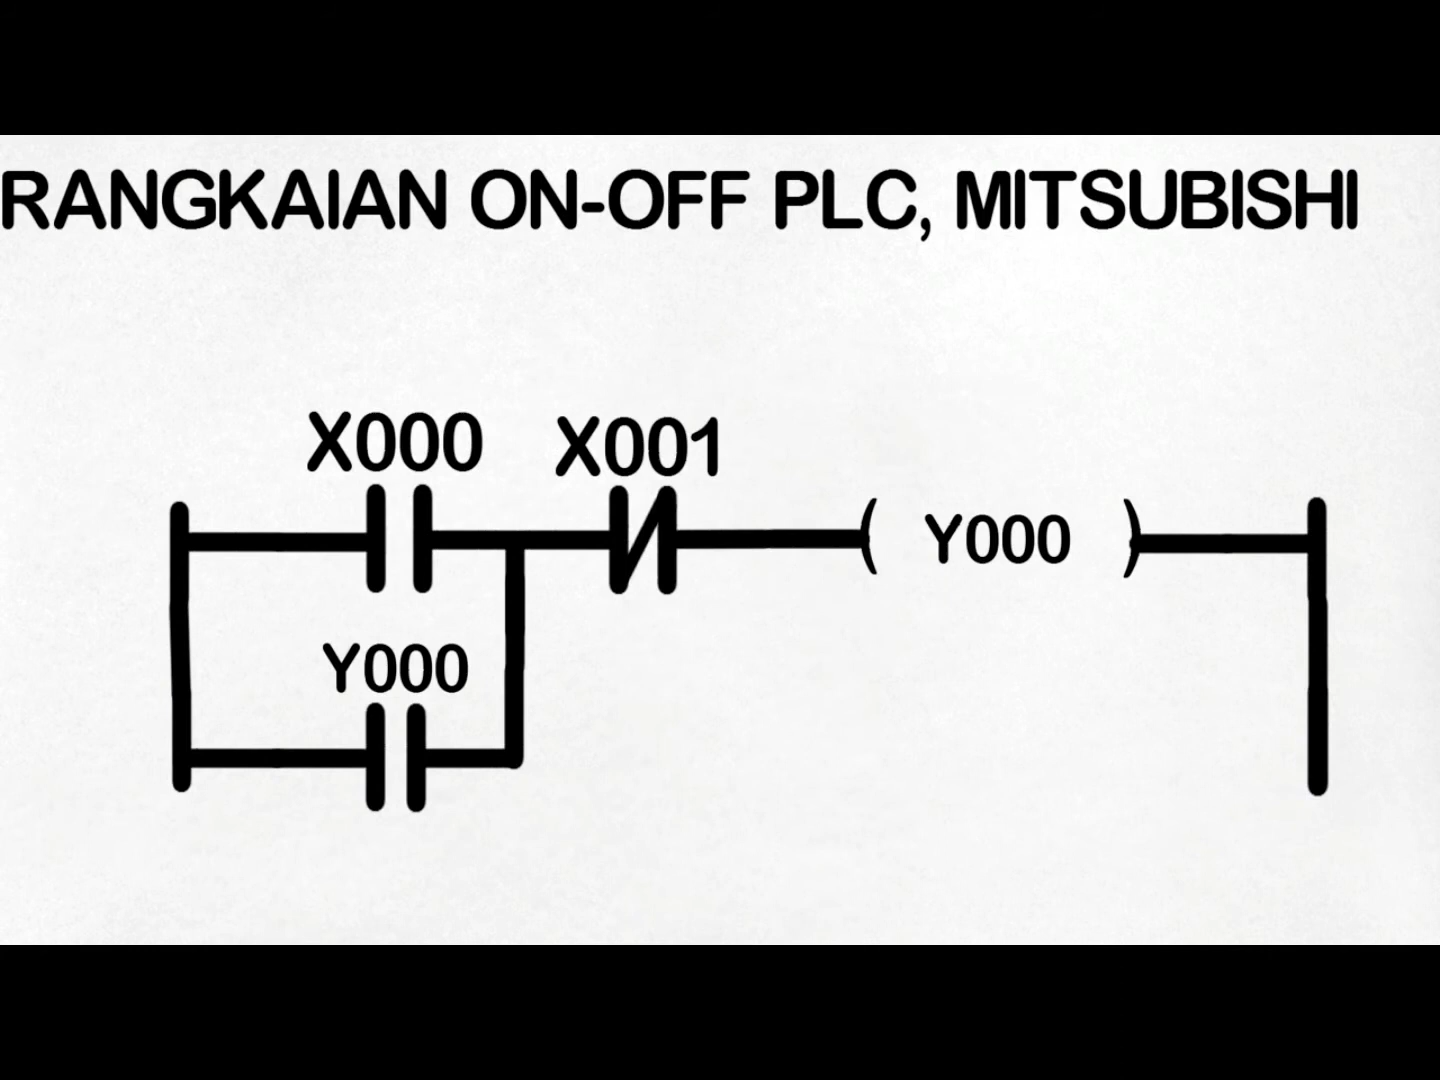 RANGKAIAN ON-OFF PLC, MITSUBISHI
X000 X001
( Y000 )
Y000